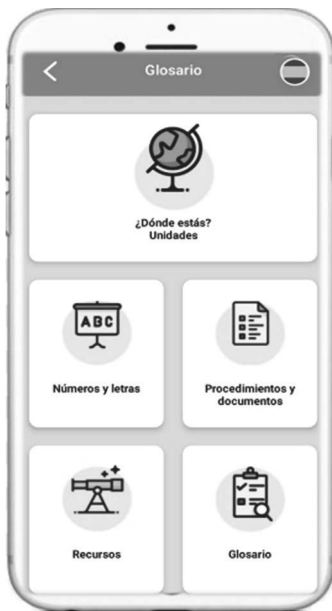 Glosario
¿Dónde estás?
Unidades
ABC
Números y letras
Procedimientos y
documentos
Recursos
Glosario